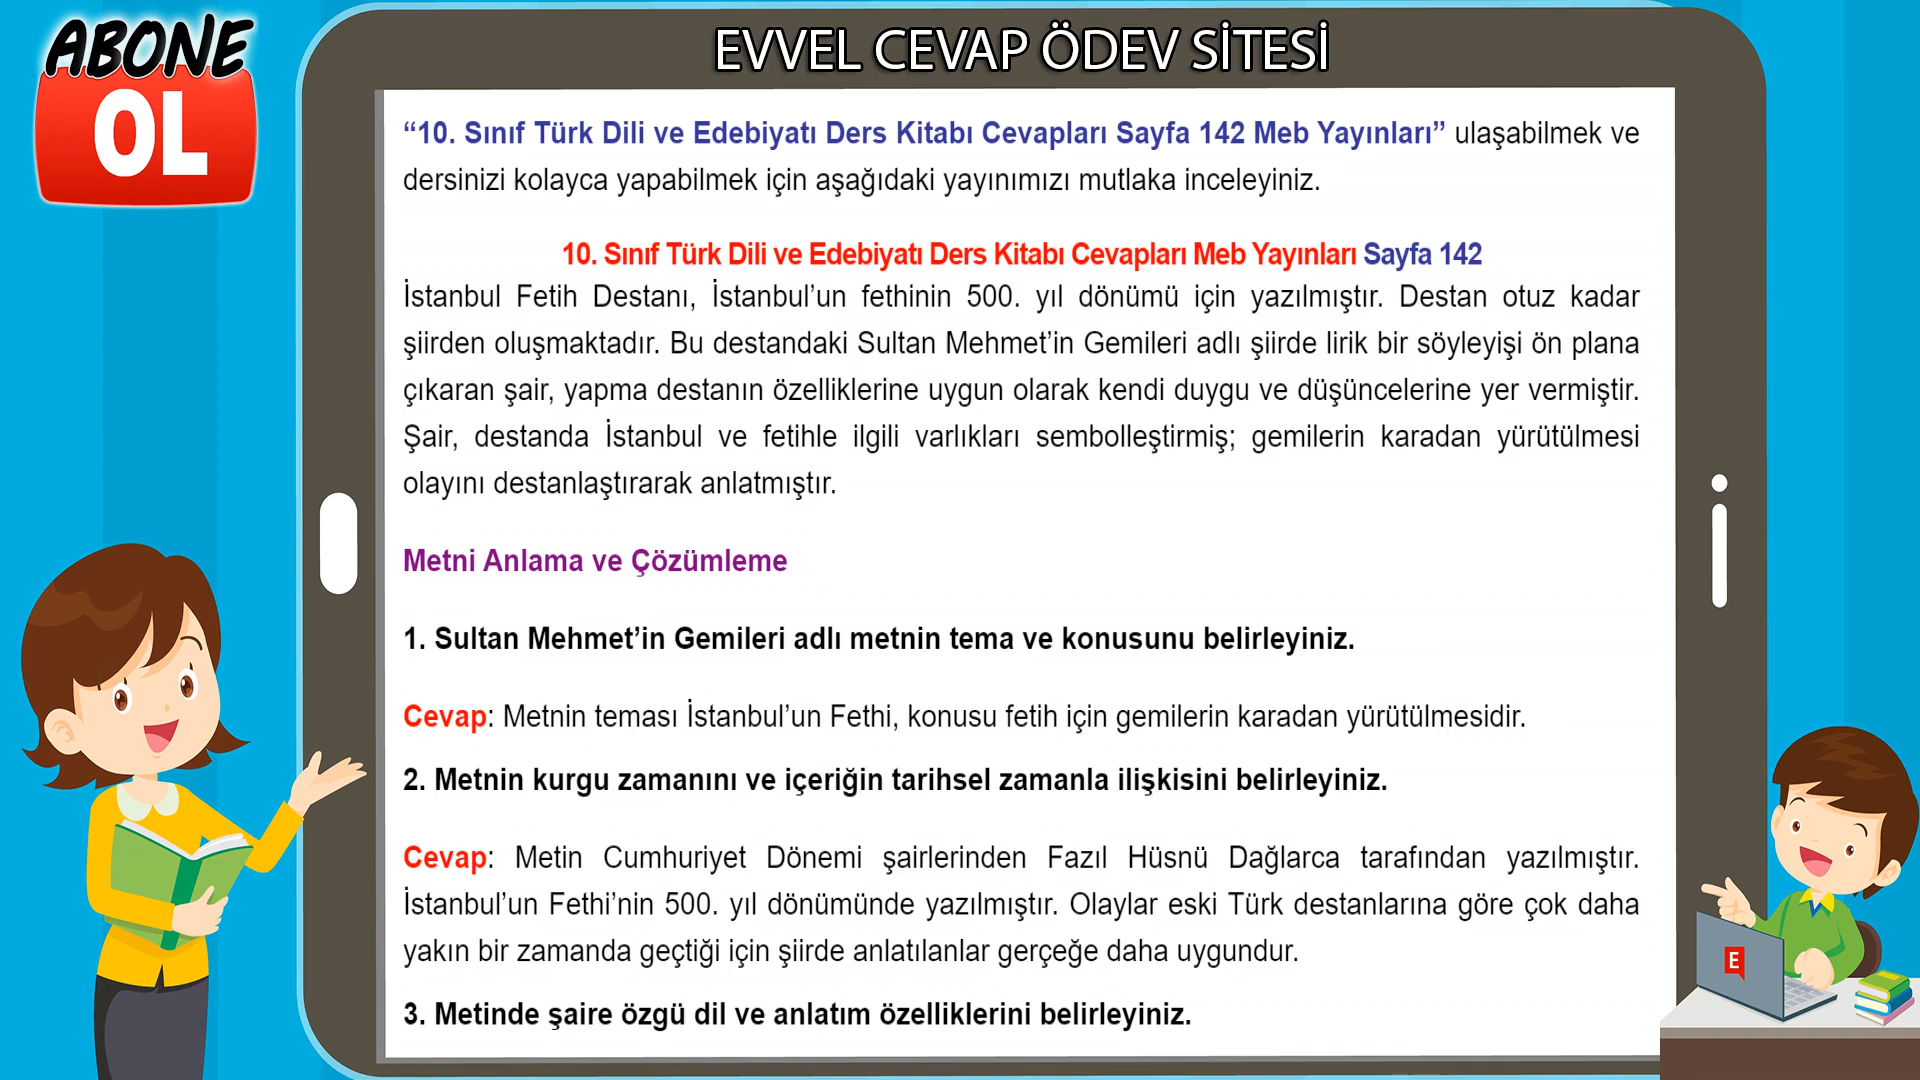 ABONE
OL
EVVEL CEVAP ÖDEV SİTESİ
“10. Sınıf Türk Dili ve Edebiyatı Ders Kitabı Cevapları Sayfa 142 Meb Yayınları” ulaşabilmek ve
dersinizi kolayca yapabilmek için aşağıdaki yayınımızı mutlaka inceleyiniz.
10. Sınıf Türk Dili ve Edebiyatı Ders Kitabı Cevapları Meb Yayınları Sayfa 142
İstanbul Fetih Destanı, İstanbul’un fethinin 500. yıl dönümü için yazılmıştır. Destan otuz kadar
şiirden oluşmaktadır. Bu destandaki Sultan Mehmet’in Gemileri adlı şiirde lirik bir söyleyişi ön plana
çıkaran şair, yapma destanın özelliklerine uygun olarak kendi duygu ve düşüncelerine yer vermiştir.
Şair, destanda İstanbul ve fetihle ilgili varlıkları sembolleştirmiş; gemilerin karadan yürütülmesi
olayını destanlaştırarak anlatmıştır.
Metni Anlama ve Çözümleme
1. Sultan Mehmet’in Gemileri adlı metnin tema ve konusunu belirleyiniz.
Cevap: Metnin teması İstanbul’un Fethi, konusu fetih için gemilerin karadan yürütülmesidir.
2. Metnin kurgu zamanını ve içeriğin tarihsel zamanla ilişkisini belirleyiniz.
Cevap: Metin Cumhuriyet Dönemi şairlerinden Fazıl Hüsnü Dağlarca tarafından yazılmıştır.
İstanbul’un Fethi’nin 500. yıl dönümünde yazılmıştır. Olaylar eski Türk destanlarına göre çok daha
yakın bir zamanda geçtiği için şiirde anlatılanlar gerçeğe daha uygundur.
3. Metinde şaire özgü dil ve anlatım özelliklerini belirleyiniz.
E